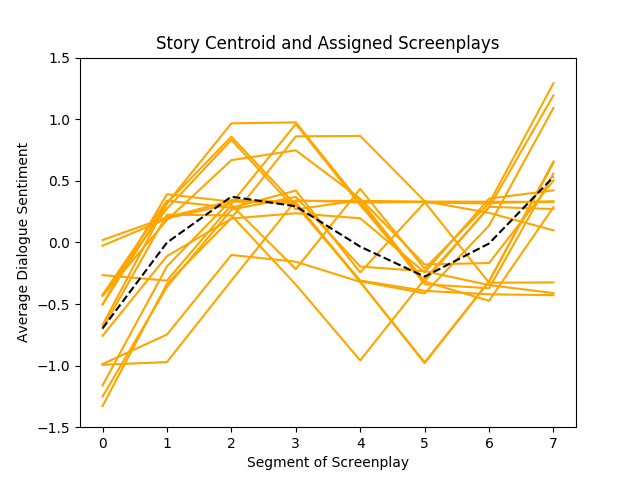 Story Centroid and Assigned Screenplays
1.5
1.0
0.5
0.0
−0.5
−1.0
−1.5
Average Dialogue Sentiment
0 1 2 3 4 5 6 7
Segment of Screenplay